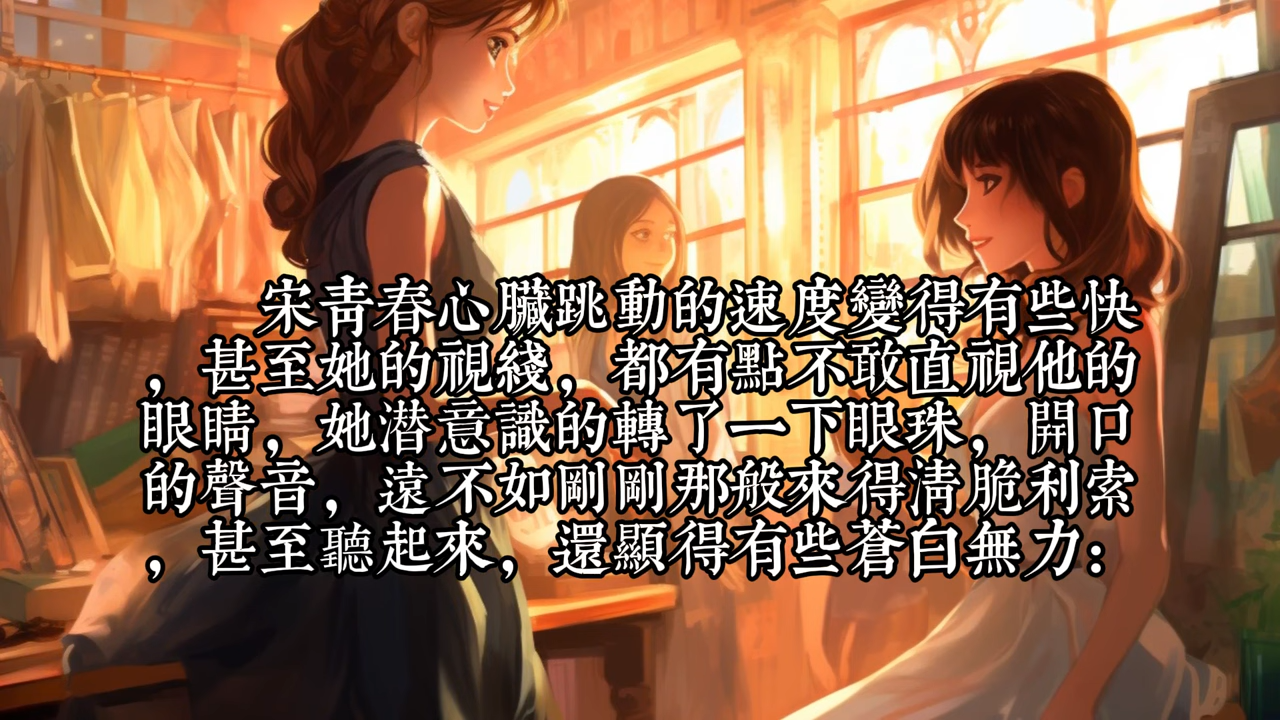 宋青春心臟跳動的速度變得有些快
，甚至她的視綫，都有點不敢直視他的
眼睛，她潜意識的轉了一下眼珠，開口
的聲音，遠不如剛剛那般來得清脆利索
，甚至聽起來，還顯得有些蒼白無力：